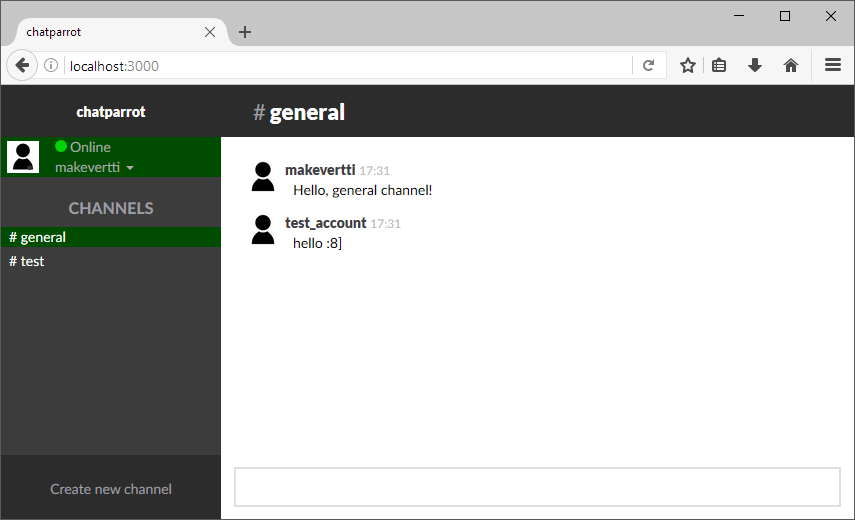 chatparrot
localhost:3000
chatparrot
# general
Online
makevertti
CHANNELS
# general
# test
Create new channel
makevertti 17:31
Hello, general channel!
test_account 17:31
hello :8]